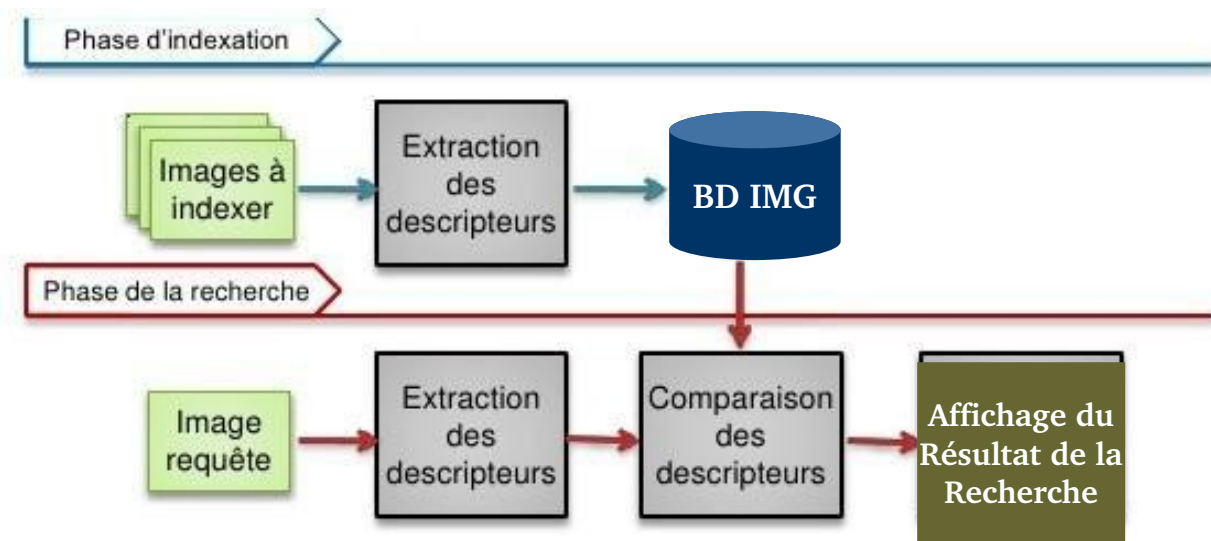 Phase d'indexation
Images à
indexer
Extraction
des
descripteurs
BD IMG
Phase de la recherche
Image
requête
Extraction
des
descripteurs
Comparaison
des
descripteurs
Affichage du
Résultat de la
Recherche